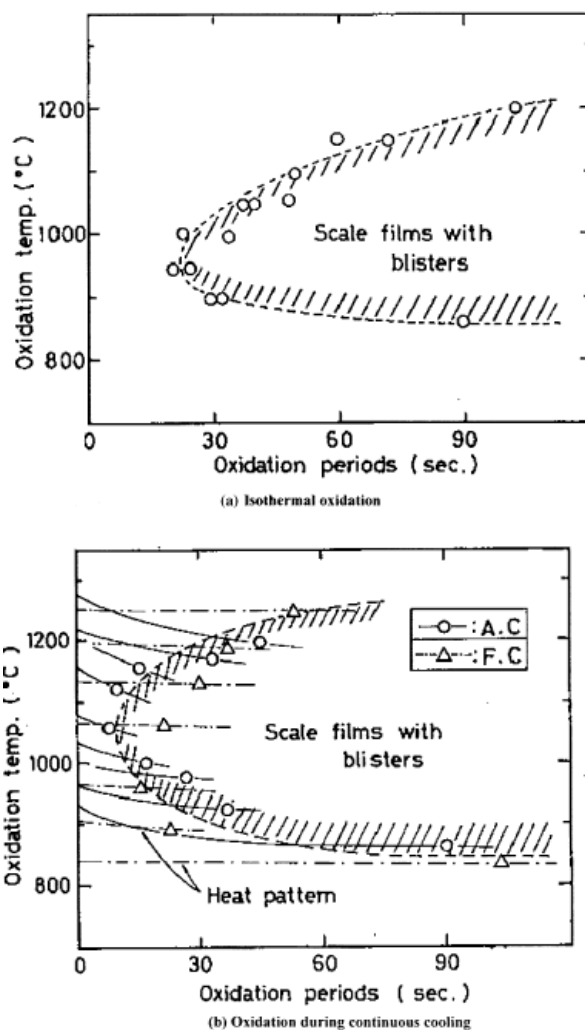 1200
1000
800
Oxidation temp. (°C)
Scale films with
blisters
0 30 60 90
Oxidation periods (sec.)
(a) Isothermal oxidation
1200
1000
800
Oxidation temp. (°C)
:A.C
:F.C
Scale films with
blisters
Heat pattern
0 30 60 90
Oxidation periods (sec.)
(b) Oxidation during continuous cooling